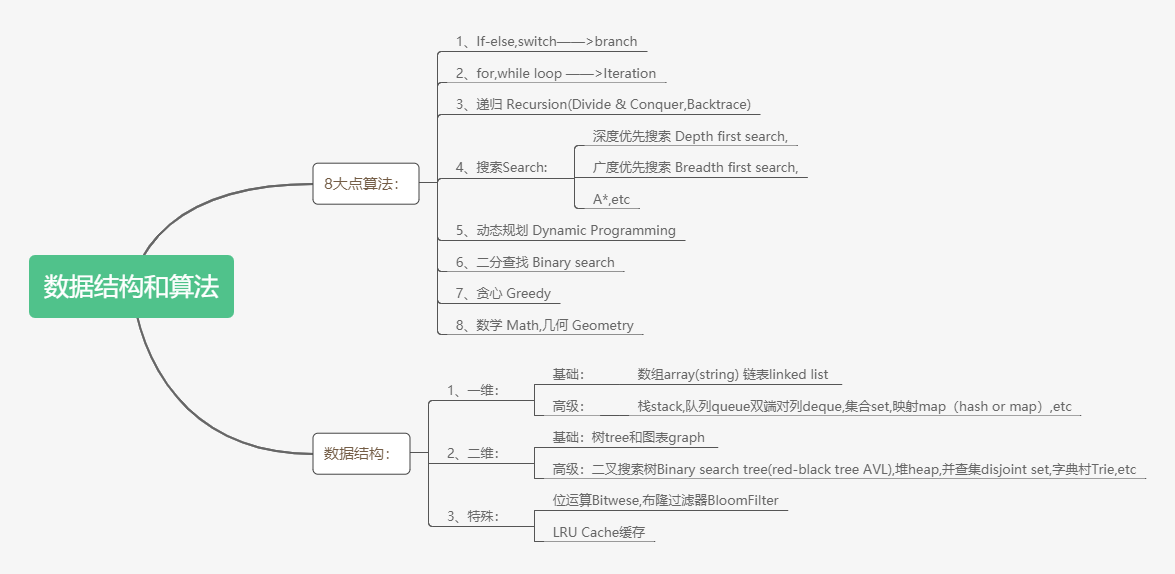 数据结构和算法
8大点算法：
1、If-else,switch——>branch
2、for,while loop ——>Iteration
3、递归 Recursion(Divide & Conquer,Backtrace)
4、搜索Search:
深度优先搜索 Depth first search,
广度优先搜索 Breadth first search,
A*,etc
5、动态规划 Dynamic Programming
6、二分查找 Binary search
7、贪心 Greedy
8、数学 Math,几何 Geometry
数据结构：
1、一维：
基础： 数组array(string) 链表linked list
高级： 栈stack,队列queue双端对列deque,集合set,映射map（hash or map）,etc
2、二维：
基础：树tree和图表graph
高级：二叉搜索树Binary search tree(red-black tree AVL),堆heap,并查集disjoint set,字典村Trie,etc
3、特殊：
位运算Bitwese,布隆过滤器BloomFilter
LRU Cache缓存